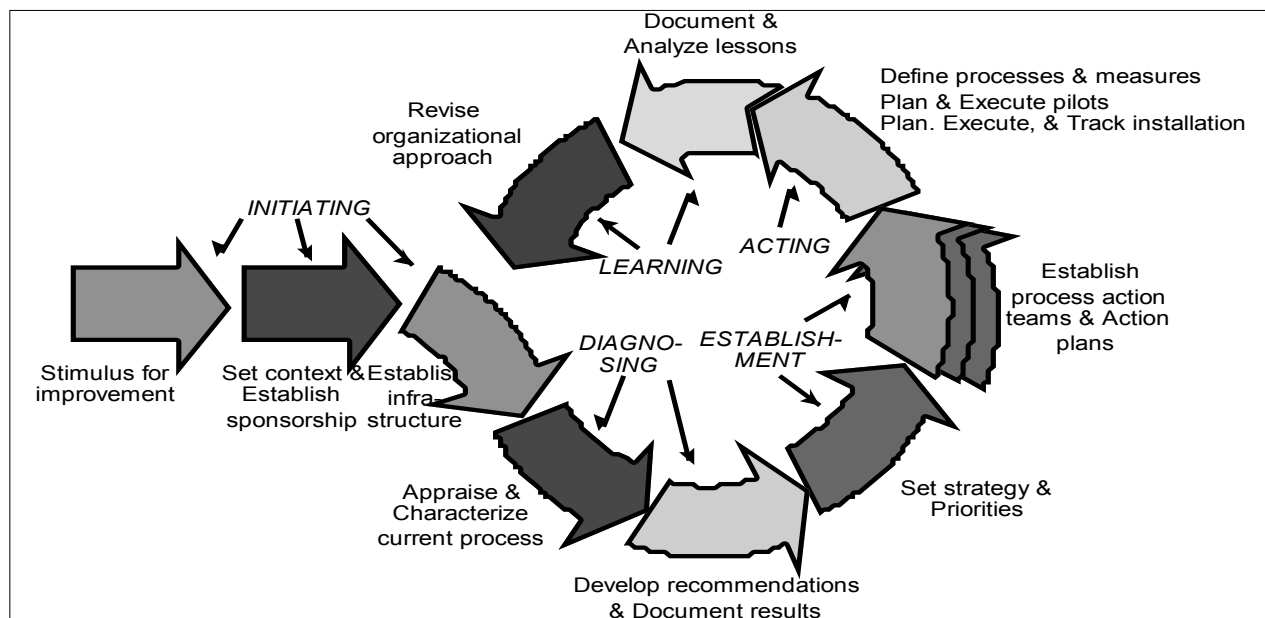 Document &
Analyze lessons
Define processes & measures
Plan & Execute pilots
Plan. Execute, & Track installation
Revise
organizational
approach
INITIATING
LEARNING
ACTING
Establish
process action
teams & Action
plans
DIAGNO-
SING
ESTABLISH-
MENT
Stimulus for
improvement
Set context &
Establish
sponsorship
Establis
infra-
structure
Appraise &
Characterize
current process
Set strategy &
Priorities
Develop recommendations
& Document results